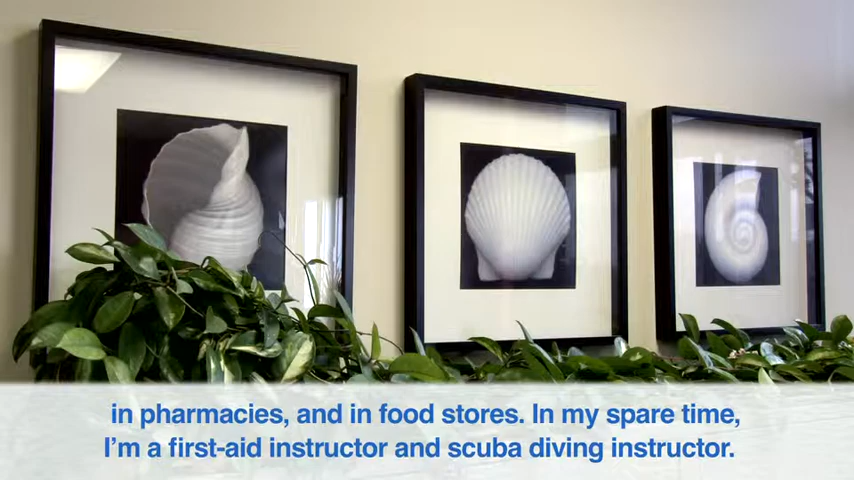 in pharmacies, and in food stores. In my spare time,
I’m a first-aid instructor and scuba diving instructor.